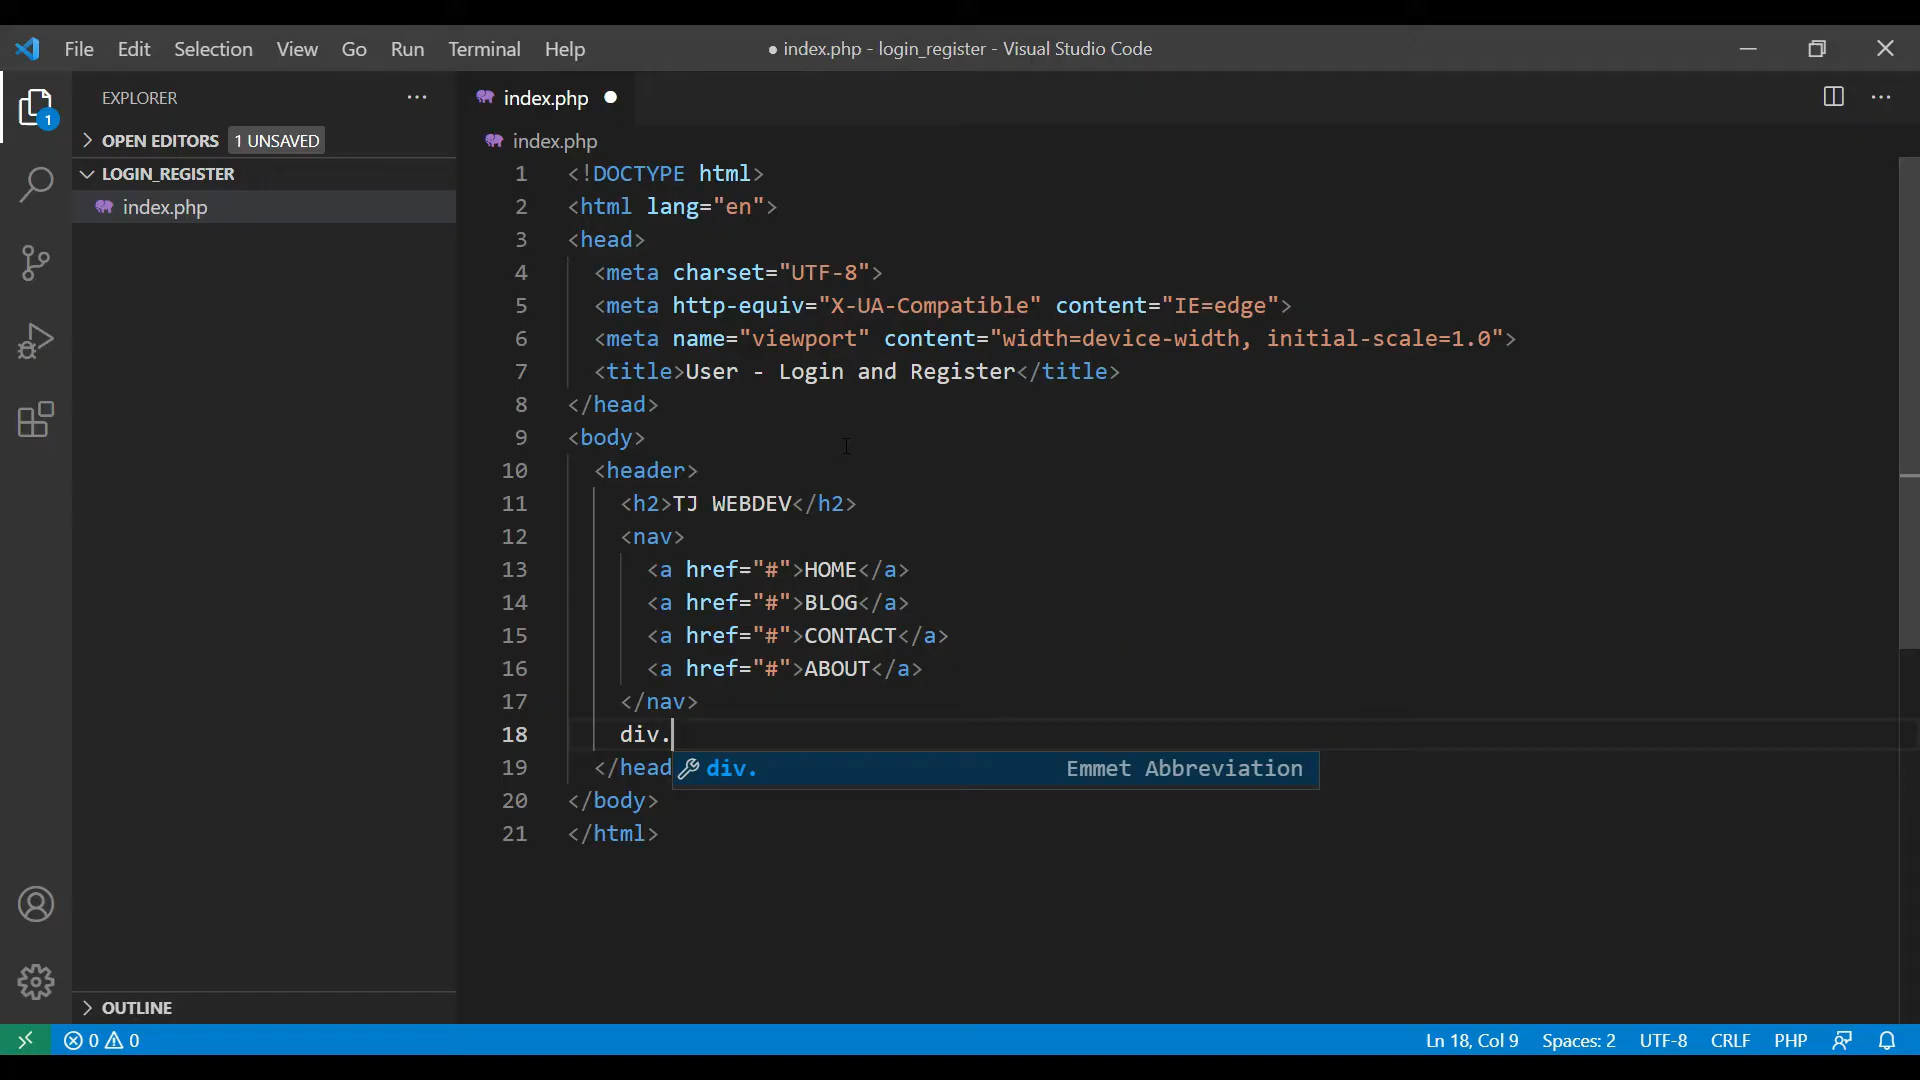 File Edit Selection View Go Run Terminal Help ● index.php - login_register - Visual Studio Code
EXPLORER
1
OPEN EDITORS 1 UNSAVED
LOGIN_REGISTER
index.php
OUTLINE
index.php
index.php
1 <!DOCTYPE html>
2 <html lang="en">
3 <head>
4 <meta charset="UTF-8">
5 <meta http-equiv="X-UA-Compatible" content="IE=edge">
6 <meta name="viewport" content="width=device-width, initial-scale=1.0">
7 <title>User - Login and Register</title>
8 </head>
9 <body>
10 <header>
11 <h2>TJ WEBDEV</h2>
12 <nav>
13 <a href="#">HOME</a>
14 <a href="#">BLOG</a>
15 <a href="#">CONTACT</a>
16 <a href="#">ABOUT</a>
17 </nav>
18 div.
19 </head div. Emmet Abbreviation
20 </body>
21 </html>
0 0 Ln 18, Col 9 Spaces: 2 UTF-8 CRLF PHP